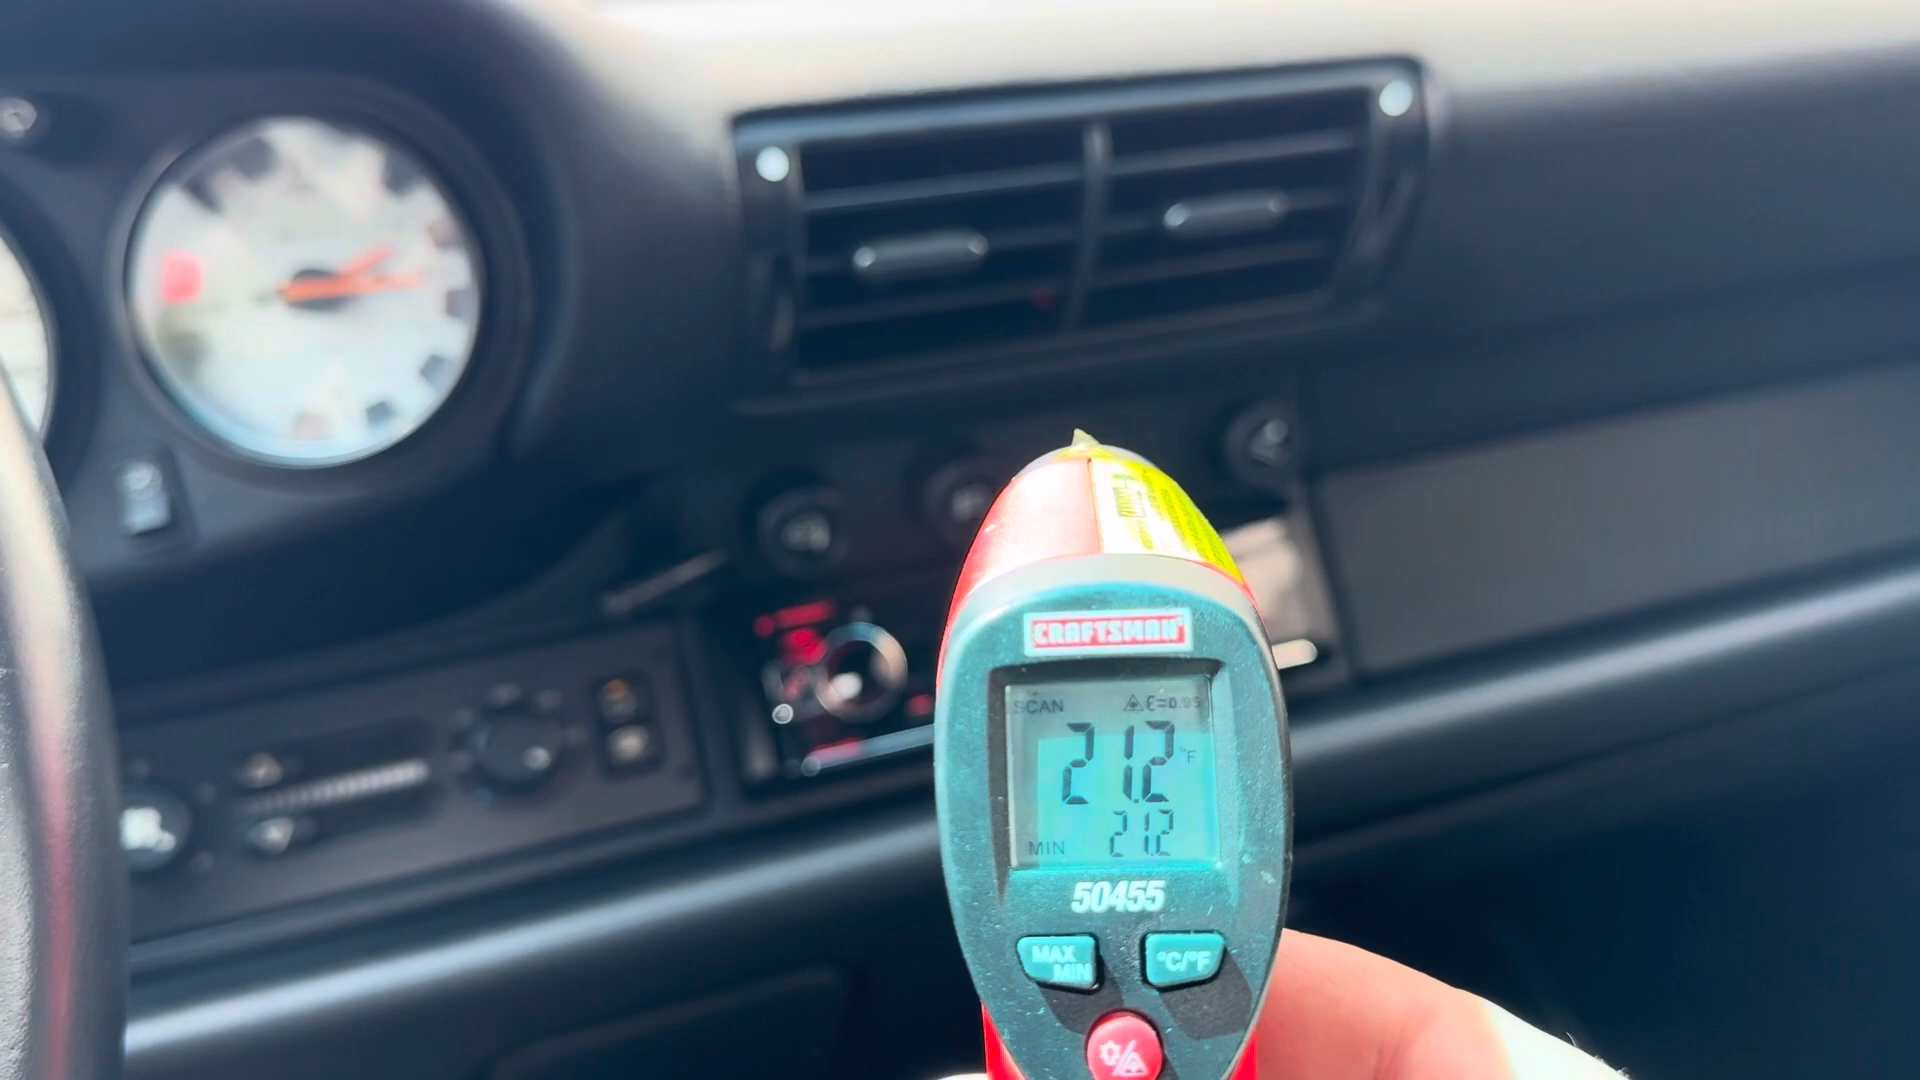 CRAFTSMAN
SCAN E=0.95
21.2 °F
MIN 21.2
50455
MAX
MIN
°C/°F